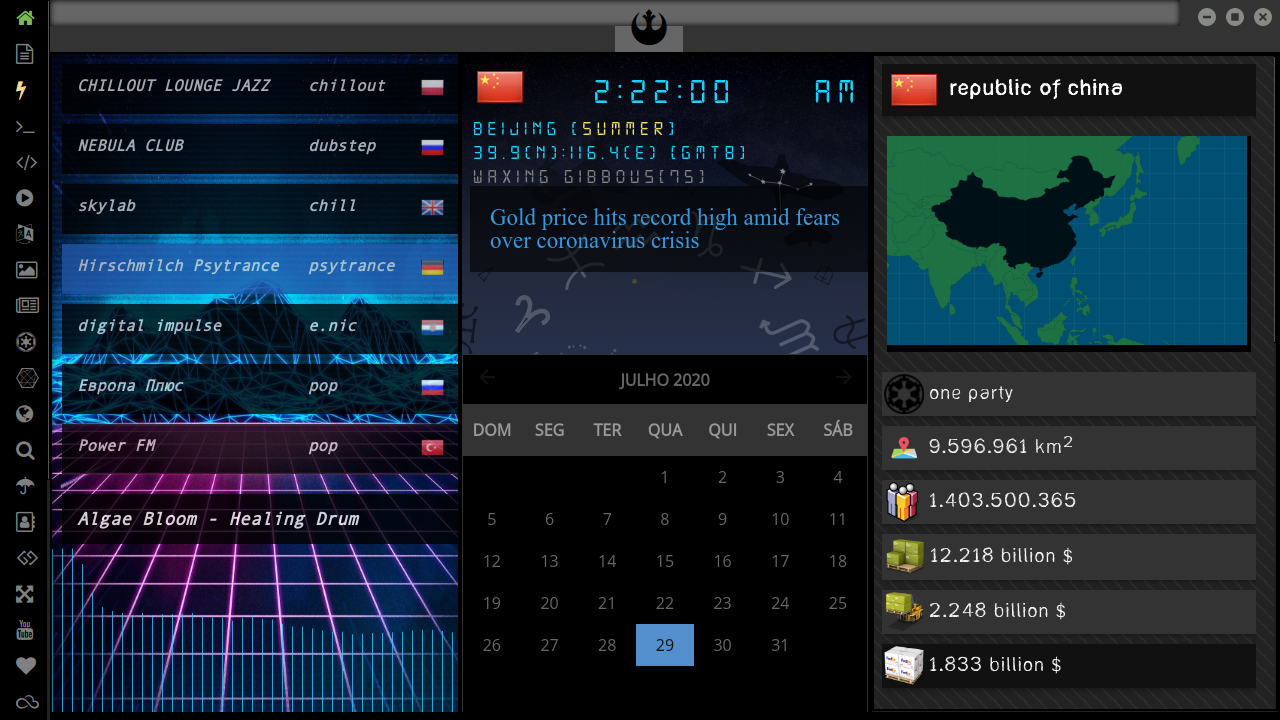 CHILLOUT LOUNGE JAZZ chillout
NEBULA CLUB dubstep
skylab chill
Hirschmilch Psytrance psytrance
digital impulse e.nic
Европа Плюс pop
Power FM pop
Algae Bloom - Healing Drum
2:22:00 AM
BEIJING [SUMMER]
39.9(N):116.4(E) [GMT8]
WAXING GIBBOUS[75]
Gold price hits record high amid fears
over coronavirus crisis
JULHO 2020
DOM SEG TER QUA QUI SEX SÁB
1 2 3 4
5 6 7 8 9 10 11
12 13 14 15 16 17 18
19 20 21 22 23 24 25
26 27 28 29 30 31
republic of china
one party
9.596.961 km²
1.403.500.365
12.218 billion $
2.248 billion $
1.833 billion $
You
Tube